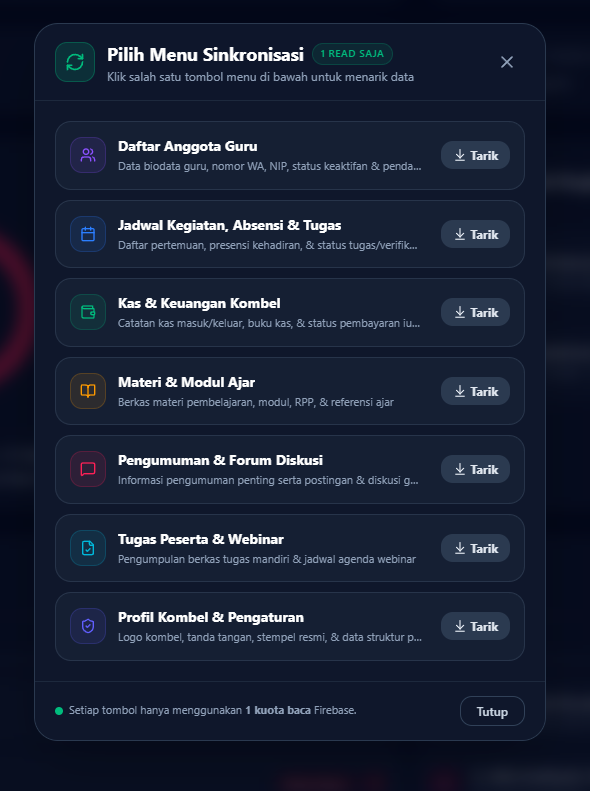 Pilih Menu Sinkronisasi 1 READ SAJA
Klik salah satu tombol menu di bawah untuk menarik data
Daftar Anggota Guru
Data biodata guru, nomor WA, NIP, status keaktifan & penda...
Tarik
Jadwal Kegiatan, Absensi & Tugas
Daftar pertemuan, presensi kehadiran, & status tugas/verifik...
Tarik
Kas & Keuangan Kombel
Catatan kas masuk/keluar, buku kas, & status pembayaran iu...
Tarik
Materi & Modul Ajar
Berkas materi pembelajaran, modul, RPP, & referensi ajar
Tarik
Pengumuman & Forum Diskusi
Informasi pengumuman penting serta postingan & diskusi g...
Tarik
Tugas Peserta & Webinar
Pengumpulan berkas tugas mandiri & jadwal agenda webinar
Tarik
Profil Kombel & Pengaturan
Logo kombel, tanda tangan, stempel resmi, & data struktur p...
Tarik
Setiap tombol hanya menggunakan 1 kuota baca Firebase.
Tutup